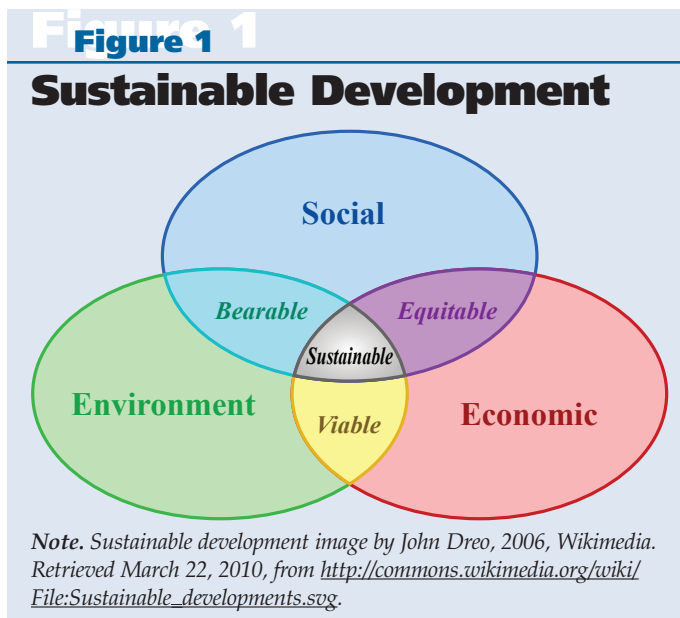 Figure 1
Figure 1
Sustainable Development
Social
Bearable
Equitable
Sustainable
Environment
Viable
Economic
Note. Sustainable development image by John Dreo, 2006, Wikimedia.
Retrieved March 22, 2010, from http://commons.wikimedia.org/wiki/
File:Sustainable_developments.svg.